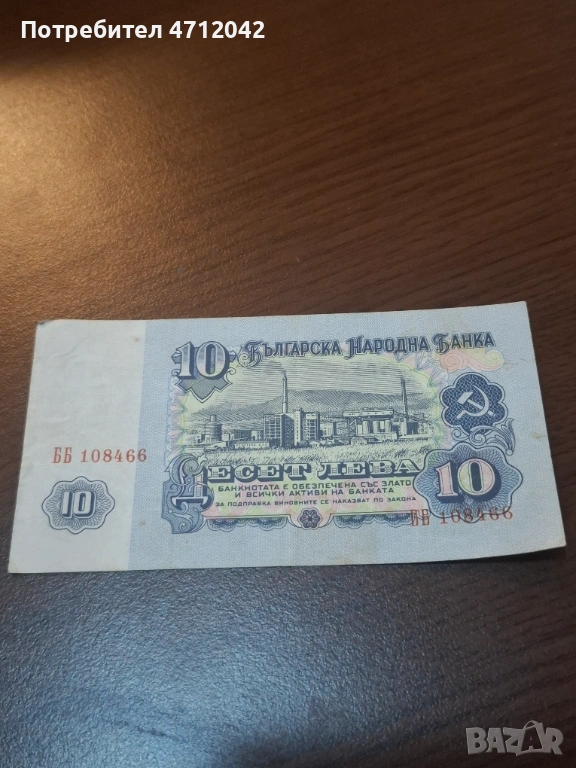 Потребител 4712042
10 БЪЛГАРСКА НАРОДНА БАНКА
ББ 108466
ДЕСЕТ ЛЕВА
10
БАНКНОТАТА Е ОБЕЗПЕЧЕНА СЪС ЗЛАТО
И ВСИЧКИ АКТИВИ НА БАНКАТА
ЗА ПОДПРАВКА ВИНОВНИТЕ СЕ НАКАЗВАТ ПО ЗАКОНА
10
ББ 108466
BAZAR